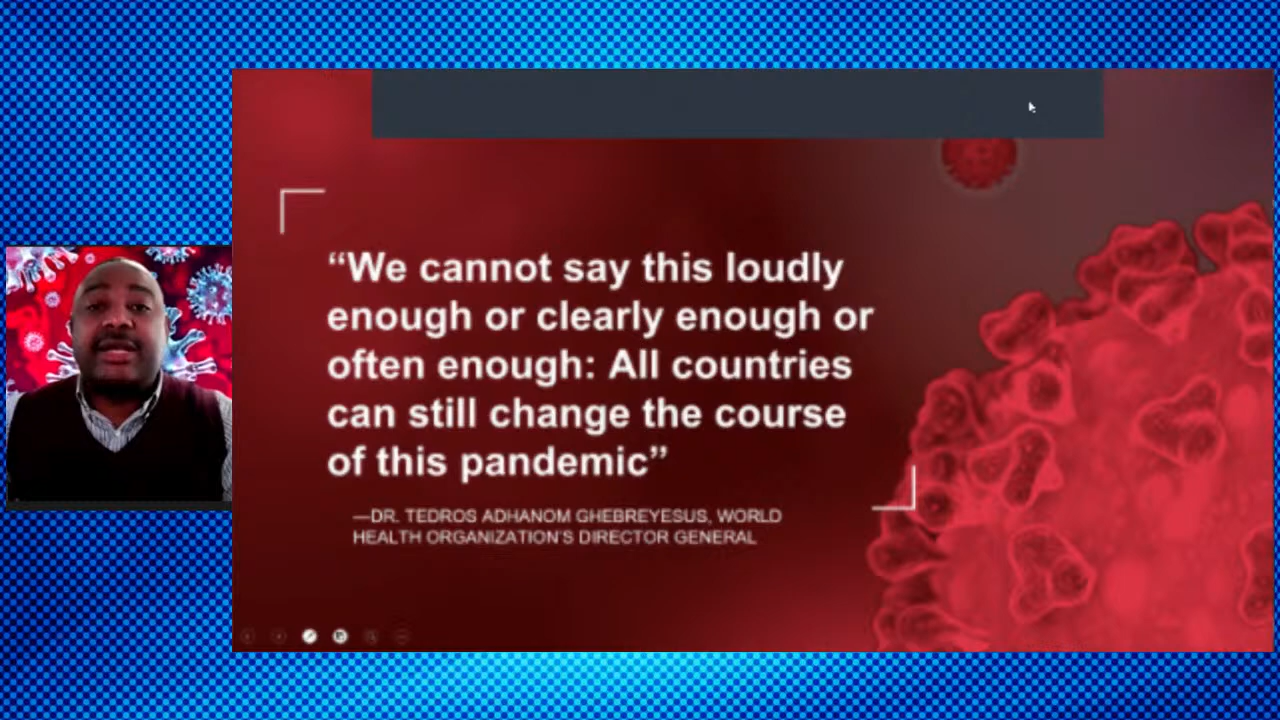 “We cannot say this loudly
enough or clearly enough or
often enough: All countries
can still change the course
of this pandemic”
—DR. TEDROS ADHANOM GHEBREYESUS, WORLD
HEALTH ORGANIZATION'S DIRECTOR GENERAL